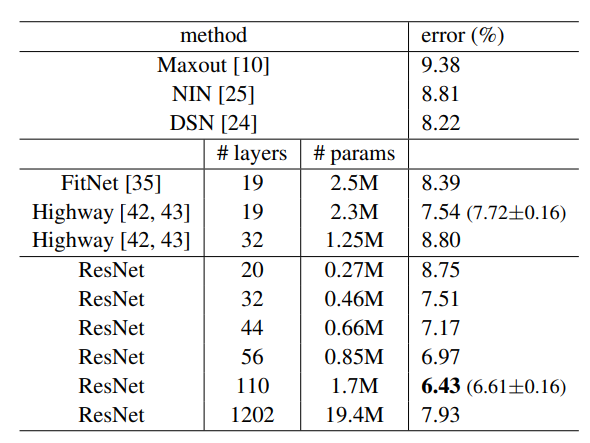 method error (%)
Maxout [10] 9.38
NIN [25] 8.81
DSN [24] 8.22
# layers # params
FitNet [35] 19 2.5M 8.39
Highway [42, 43] 19 2.3M 7.54 (7.72±0.16)
Highway [42, 43] 32 1.25M 8.80
ResNet 20 0.27M 8.75
ResNet 32 0.46M 7.51
ResNet 44 0.66M 7.17
ResNet 56 0.85M 6.97
ResNet 110 1.7M 6.43 (6.61±0.16)
ResNet 1202 19.4M 7.93